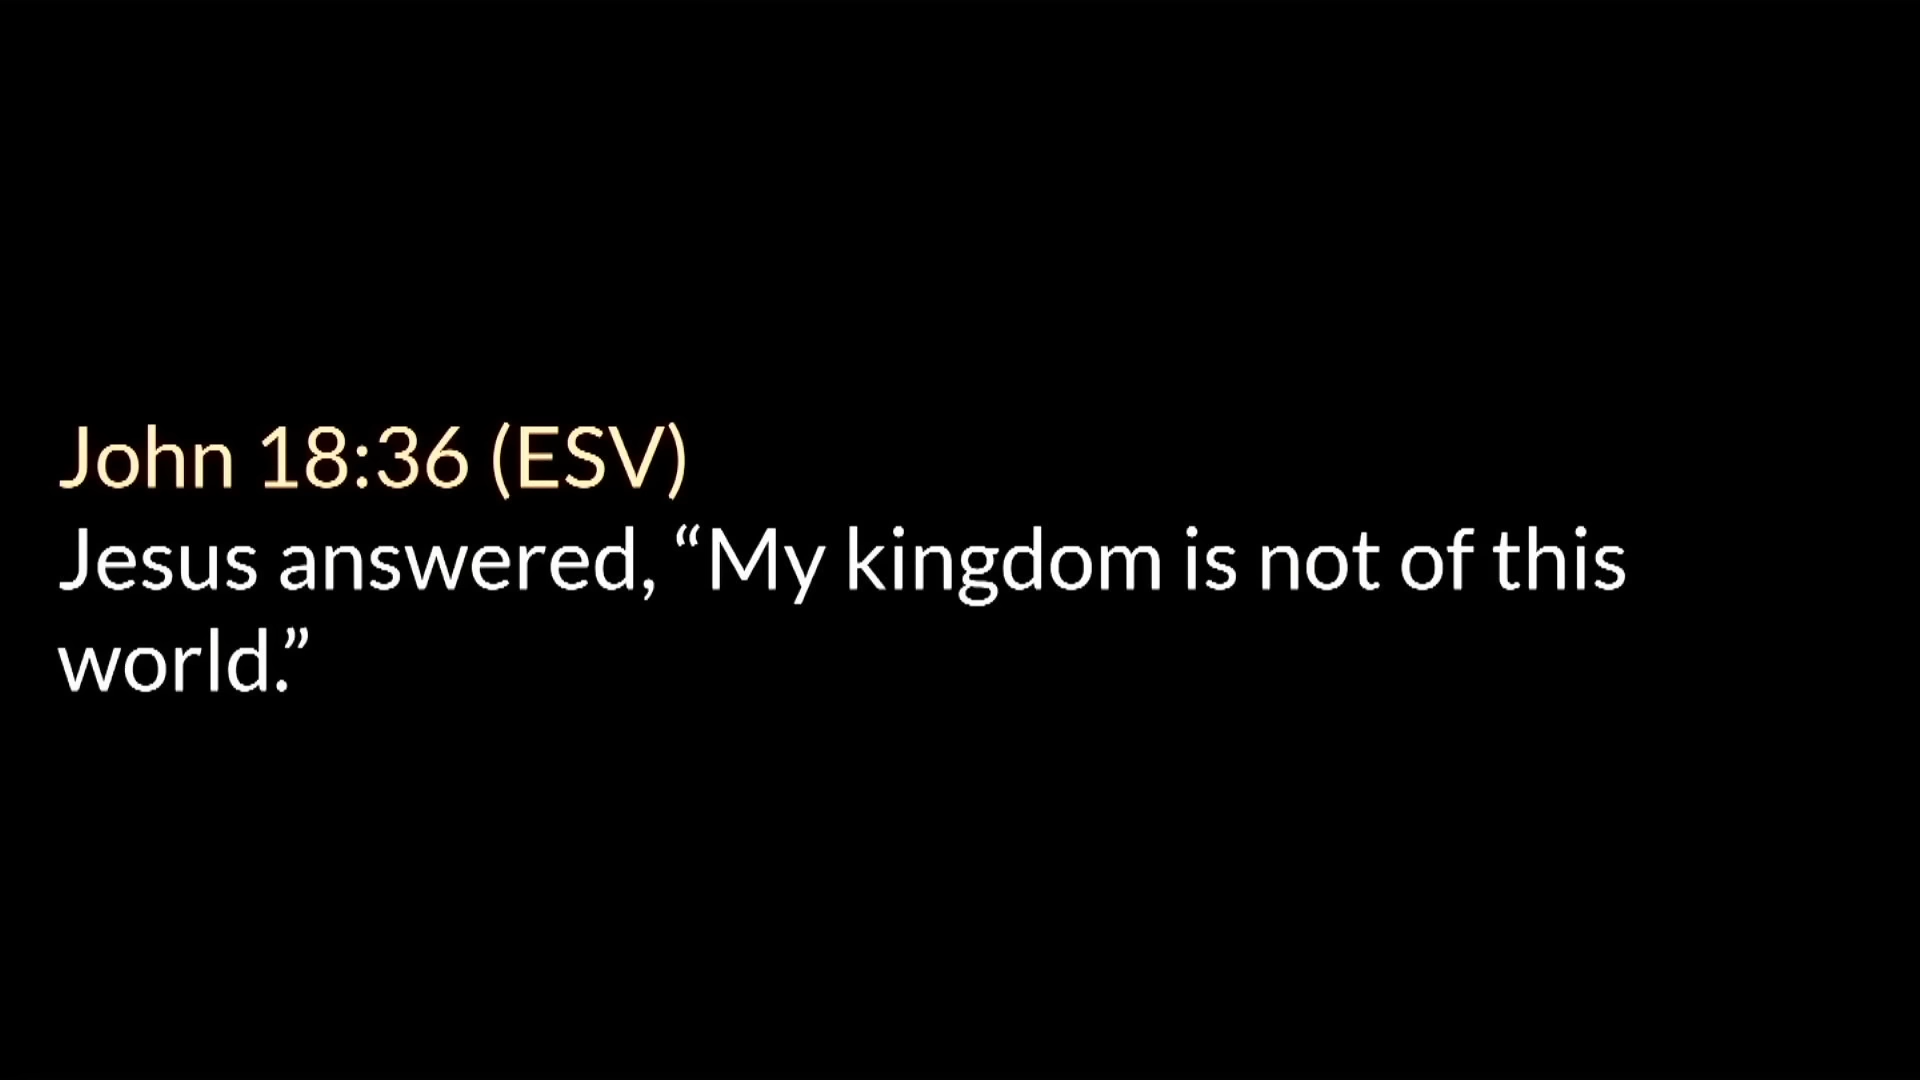 John 18:36 (ESV)
Jesus answered, “My kingdom is not of this
world.”